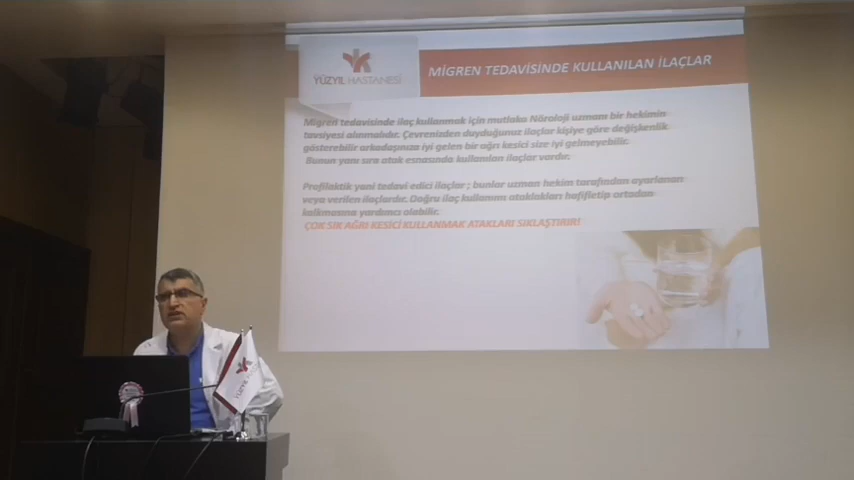 YÜZYIL HASTANESİ
MİGREN TEDAVİSİNDE KULLANILAN İLAÇLAR
Migren tedavisinde ilaç kullanmak için mutlaka Nöroloji uzmanı bir hekimin
tavsiyesi alınmalıdır. Çevrenizden duyduğunuz ilaçlar kişiye göre değişkenlik
gösterebilir arkadaşınıza iyi gelen bir ağrı kesici size iyi gelmeyebilir.
Bunun yanı sıra atak esnasında kullanılan ilaçlar vardır.
Profilaktik yani tedavi edici ilaçlar ; bunlar uzman hekim tarafından ayarlanan
veya verilen ilaçlardır. Doğru ilaç kullanımı atakları hafifletip ortadan
kalkmasına yardımcı olabilir.
ÇOK SIK AĞRI KESİCİ KULLANMAK ATAKLARI SIKLAŞTIRIR!
YÜZYIL